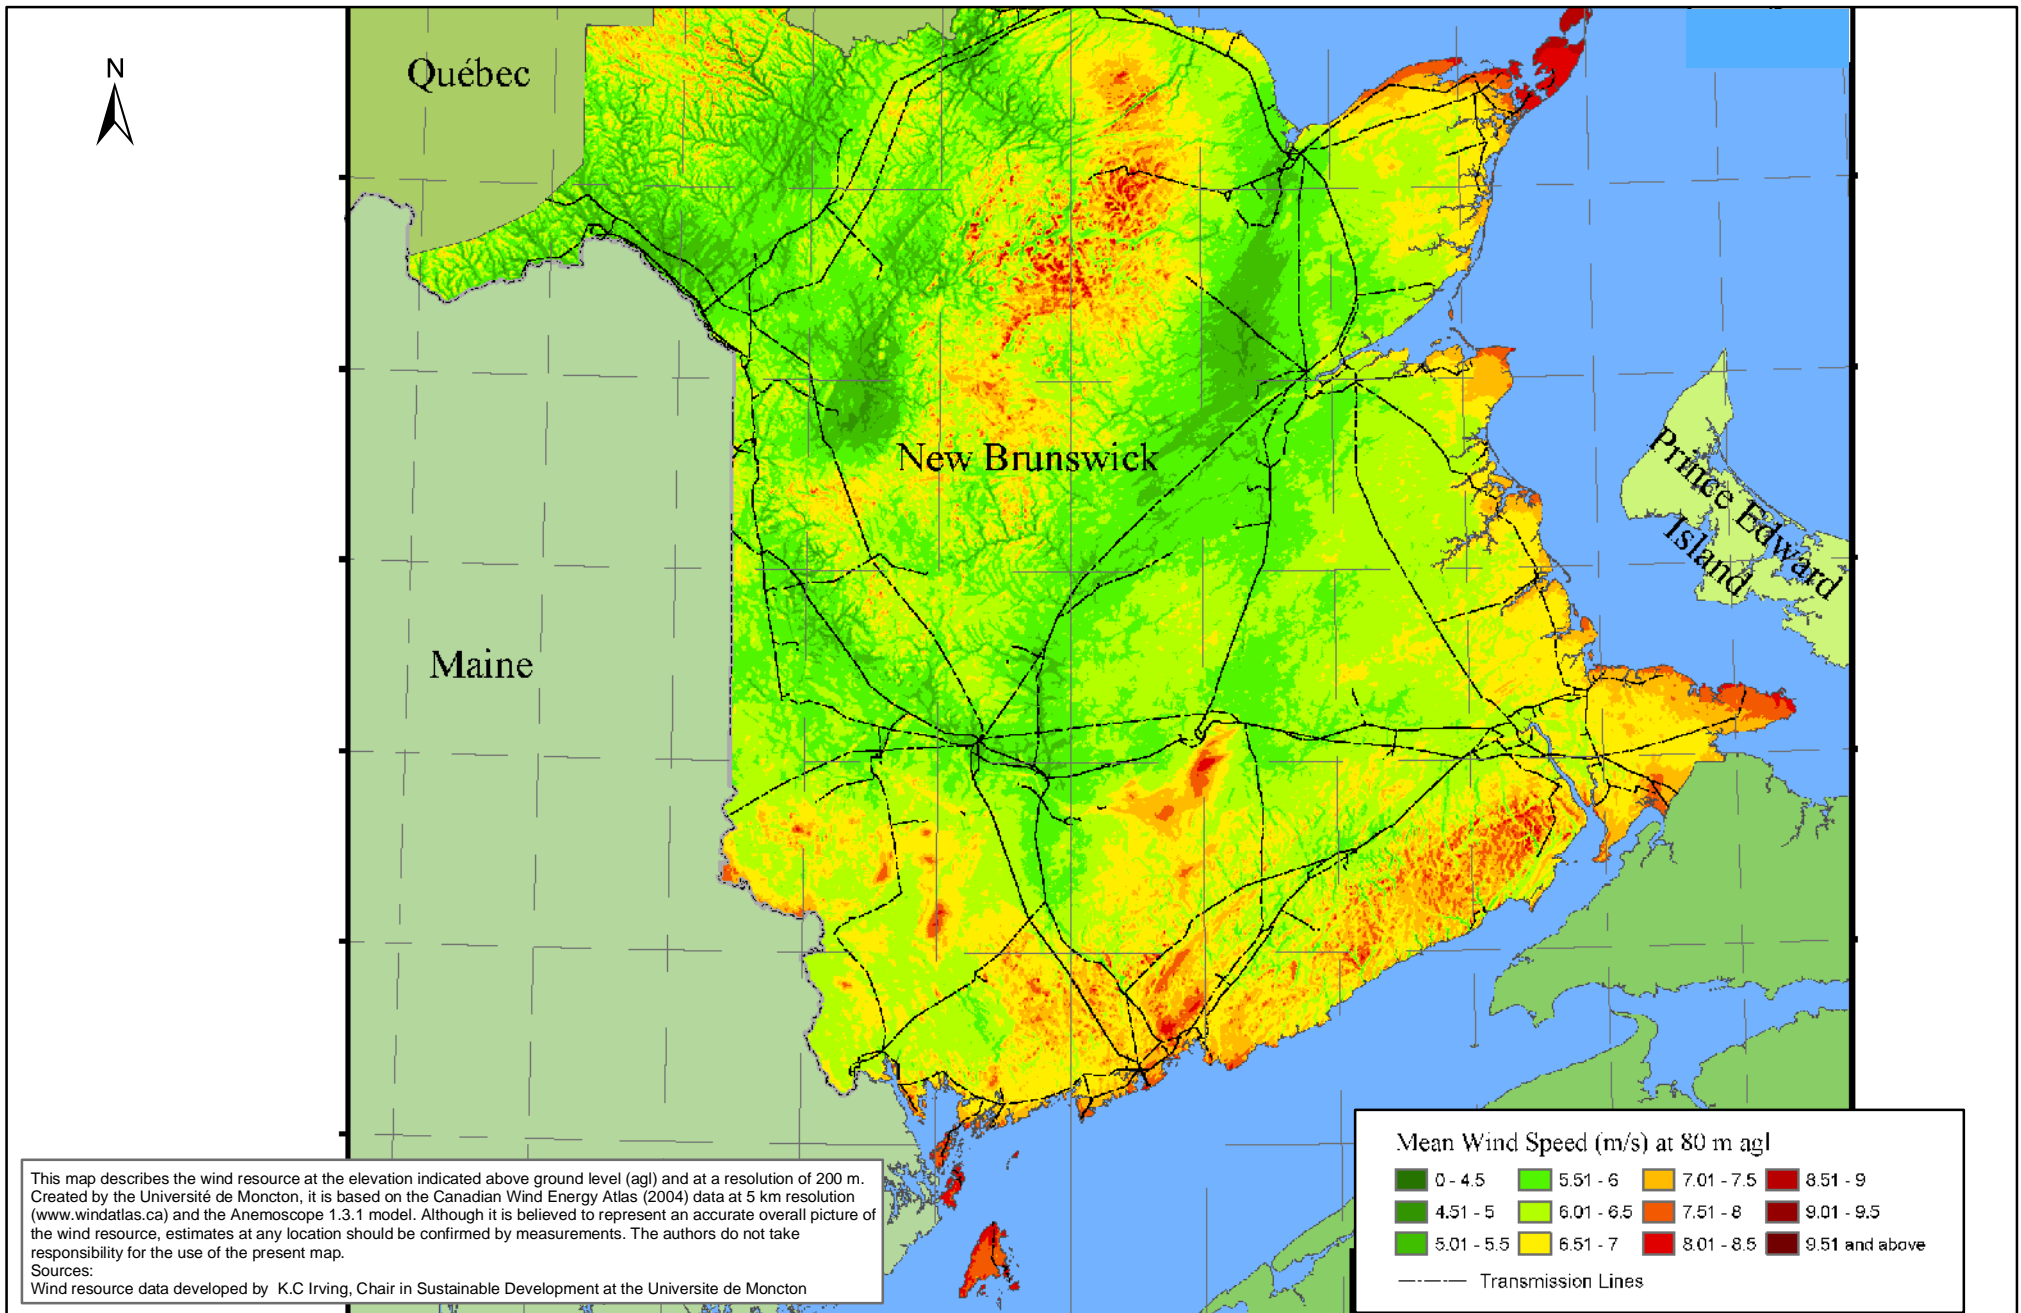 N
Québec
New Brunswick
Prince Edward
Island
Maine
This map describes the wind resource at the elevation indicated above ground level (agl) and at a resolution of 200 m.
Created by the Université de Moncton, it is based on the Canadian Wind Energy Atlas (2004) data at 5 km resolution
(www.windatlas.ca) and the Anemoscope 1.3.1 model. Although it is believed to represent an accurate overall picture of
the wind resource, estimates at any location should be confirmed by measurements. The authors do not take
responsibility for the use of the present map.
Sources:
Wind resource data developed by K.C Irving, Chair in Sustainable Development at the Universite de Moncton
Mean Wind Speed (m/s) at 80 m agl
0 - 4.5 5.51 - 6 7.01 - 7.5 8.51 - 9
4.51 - 5 6.01 - 6.5 7.51 - 8 9.01 - 9.5
5.01 - 5.5 6.51 - 7 8.01 - 8.5 9.51 and above
Transmission Lines